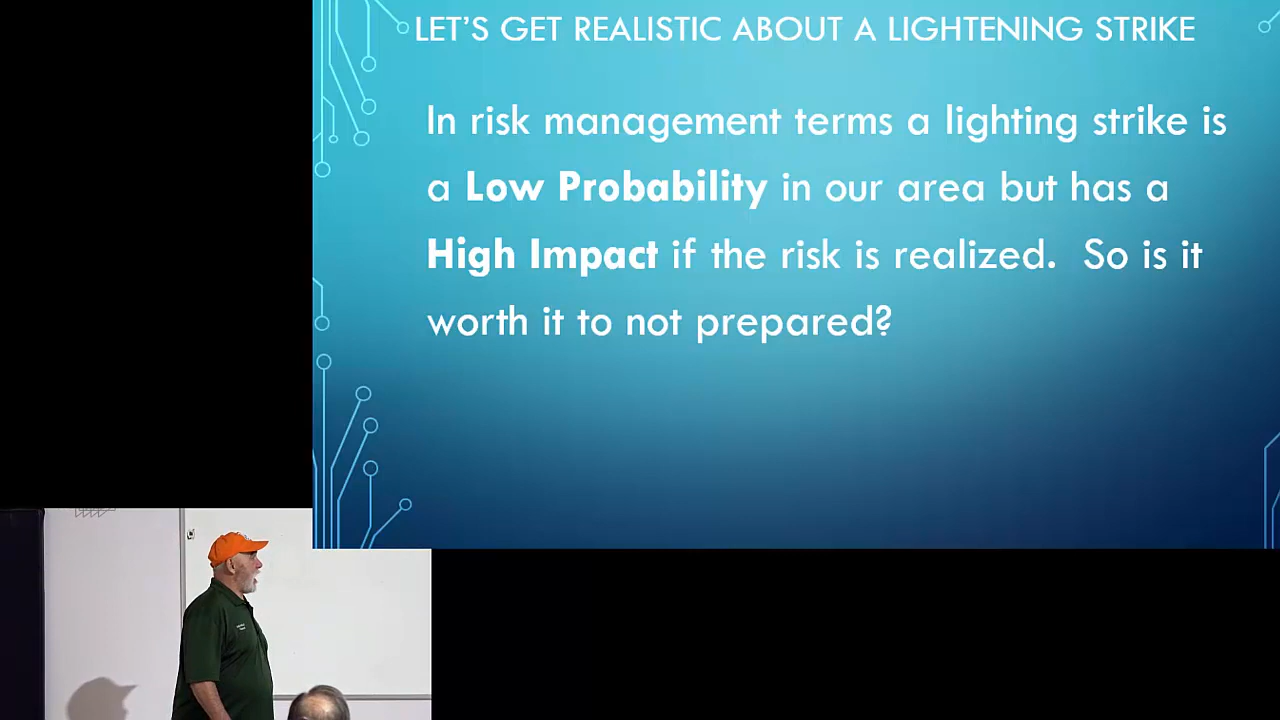 LET'S GET REALISTIC ABOUT A LIGHTENING STRIKE
In risk management terms a lighting strike is
a Low Probability in our area but has a
High Impact if the risk is realized. So is it
worth it to not prepared?